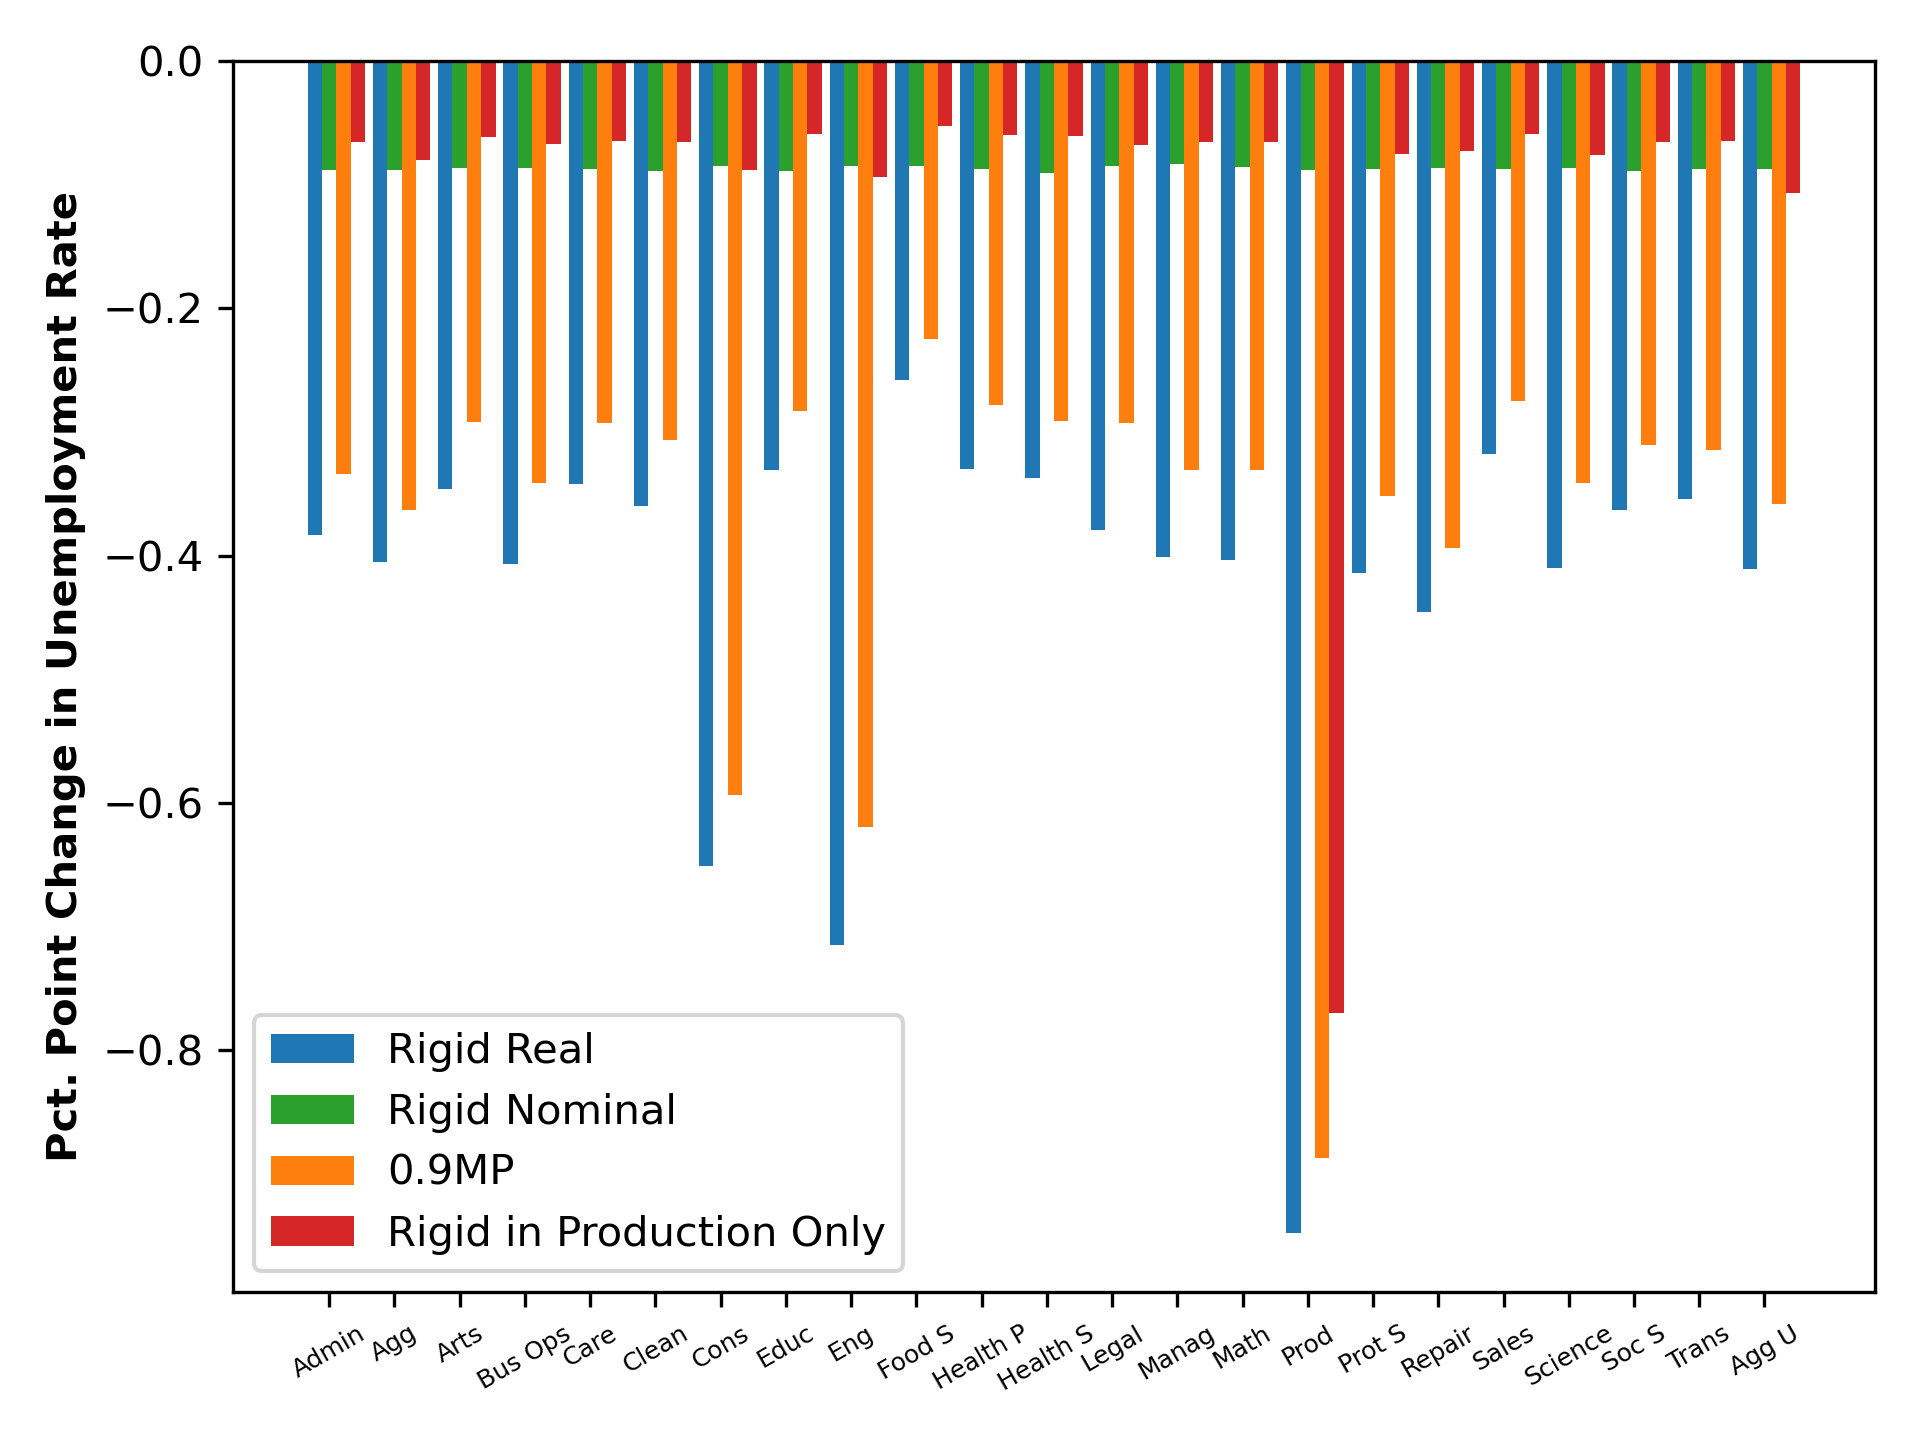 Pct. Point Change in Unemployment Rate
0.0
−0.2
−0.4
−0.6
−0.8
Rigid Real
Rigid Nominal
0.9MP
Rigid in Production Only
Admin
Agg
Arts
Bus Ops
Care
Clean
Cons
Educ
Eng
Food S
Health P
Health S
Legal
Manag
Math
Prod
Prot S
Repair
Sales
Science
Soc S
Trans
Agg U